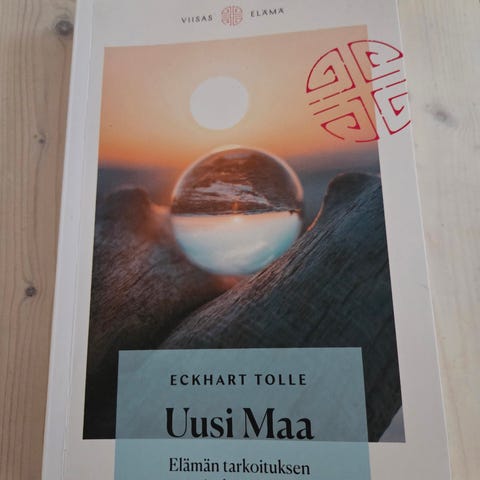 VIISAS ELÄMÄ
ECKHART TOLLE
Uusi Maa
Elämän tarkoituksen